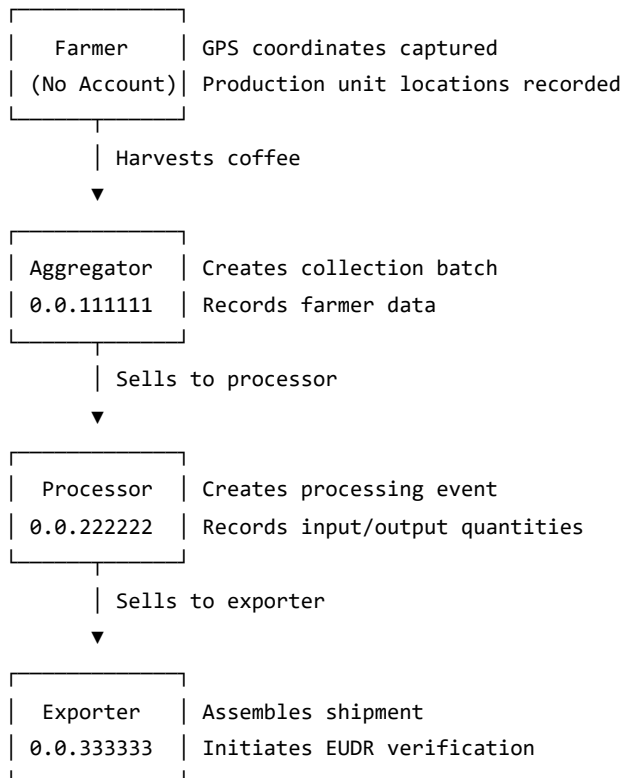 Farmer GPS coordinates captured
(No Account) Production unit locations recorded
Harvests coffee
Aggregator Creates collection batch
0.0.111111 Records farmer data
Sells to processor
Processor Creates processing event
0.0.222222 Records input/output quantities
Sells to exporter
Exporter Assembles shipment
0.0.333333 Initiates EUDR verification